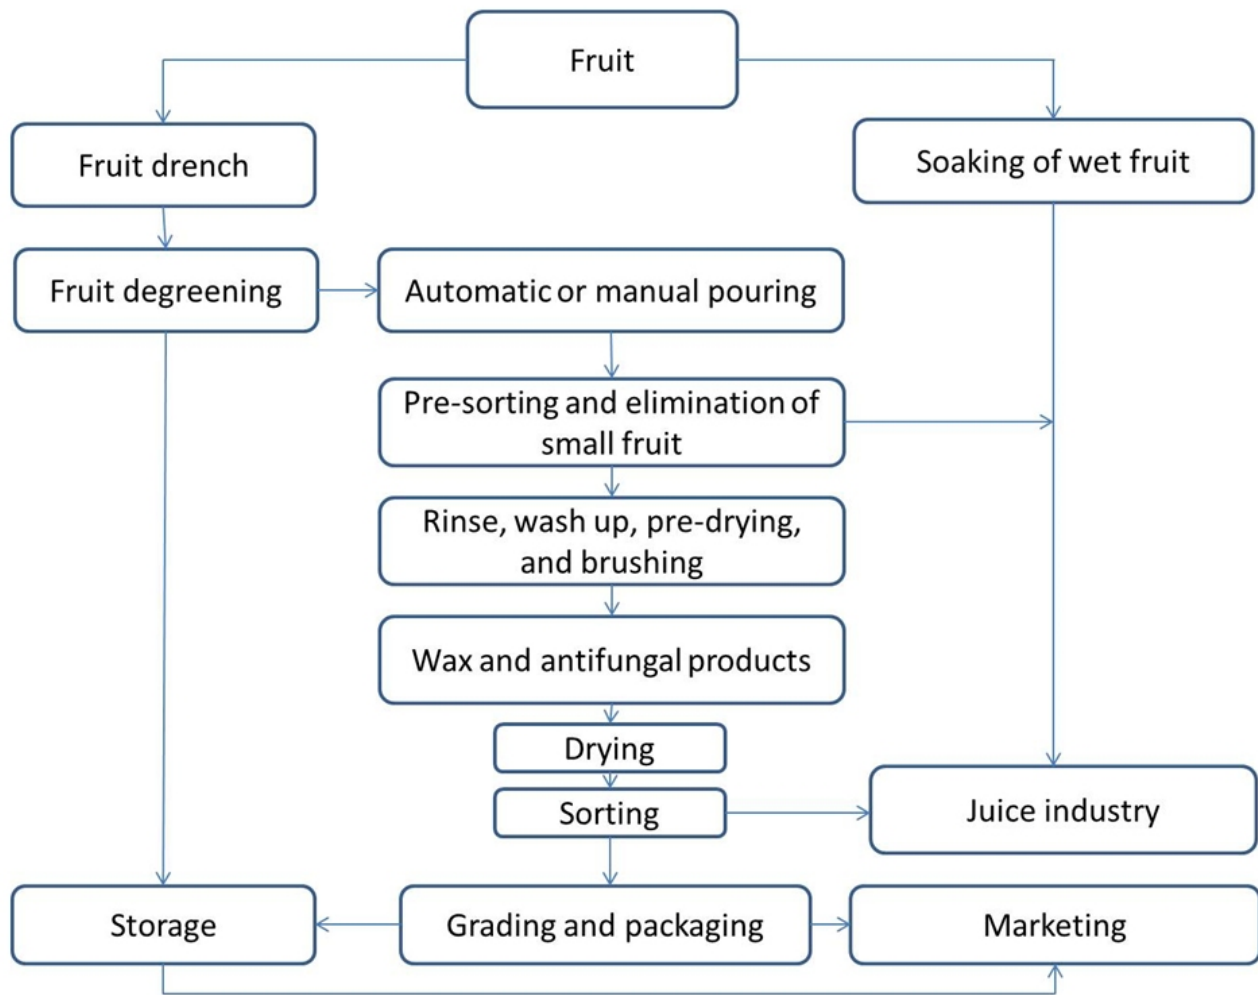 Fruit
Fruit drench
Soaking of wet fruit
Fruit degreening
Automatic or manual pouring
Pre-sorting and elimination of
small fruit
Rinse, wash up, pre-drying,
and brushing
Wax and antifungal products
Drying
Sorting
Juice industry
Storage
Grading and packaging
Marketing